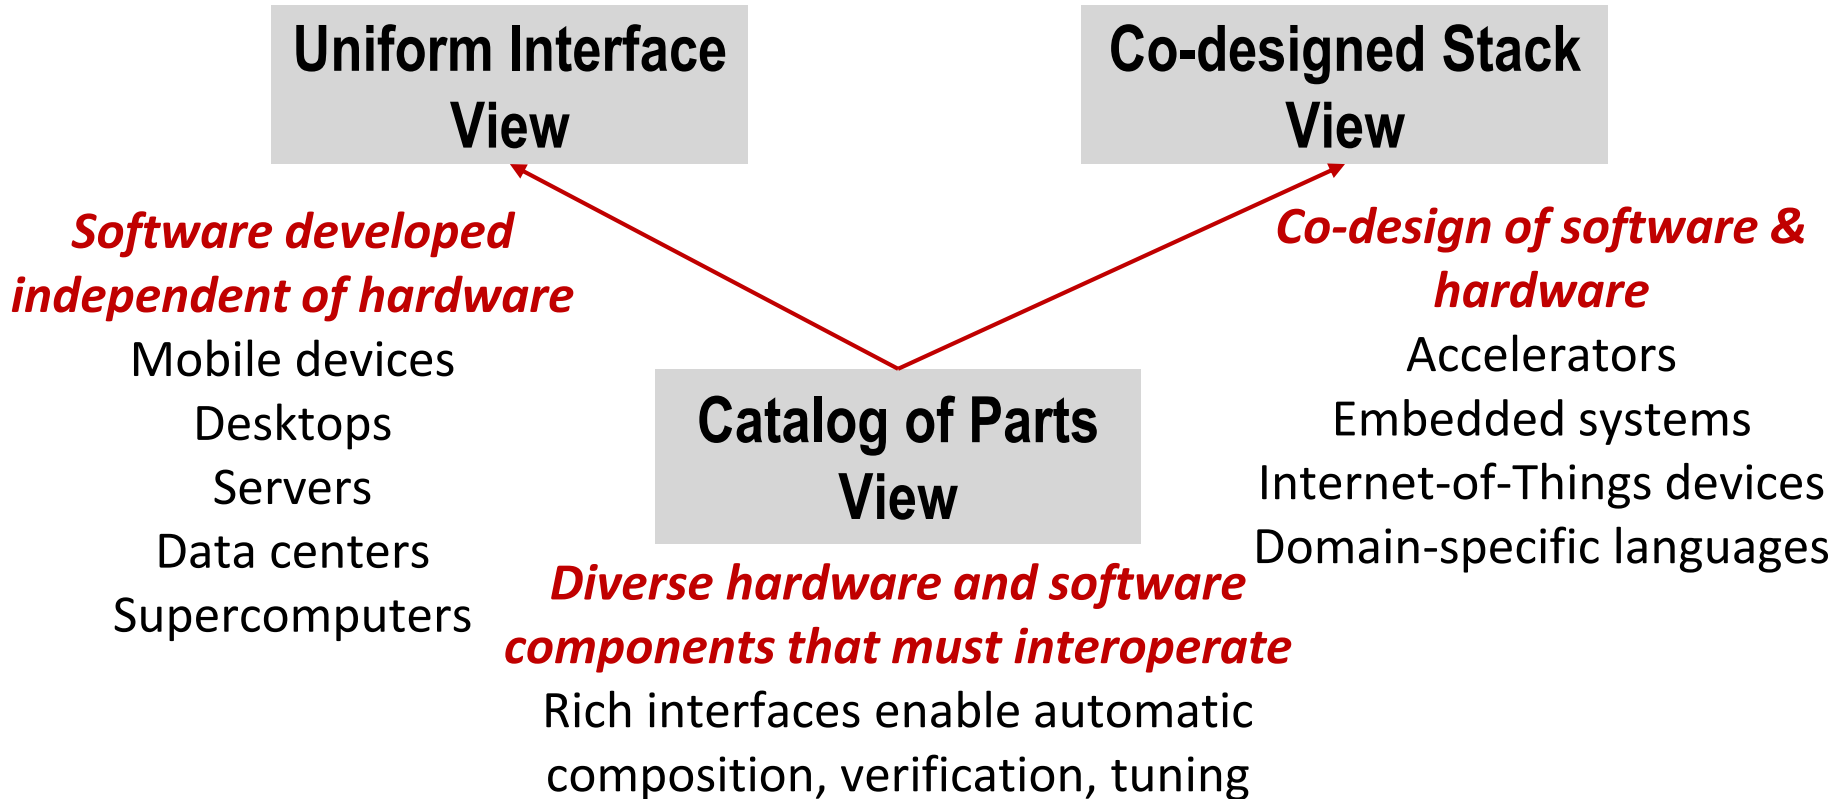 Uniform Interface
View
Software developed
independent of hardware
Mobile devices
Desktops
Servers
Data centers
Supercomputers
Catalog of Parts
View
Diverse hardware and software
components that must interoperate
Rich interfaces enable automatic
composition, verification, tuning
Co-designed Stack
View
Co-design of software &
hardware
Accelerators
Embedded systems
Internet-of-Things devices
Domain-specific languages